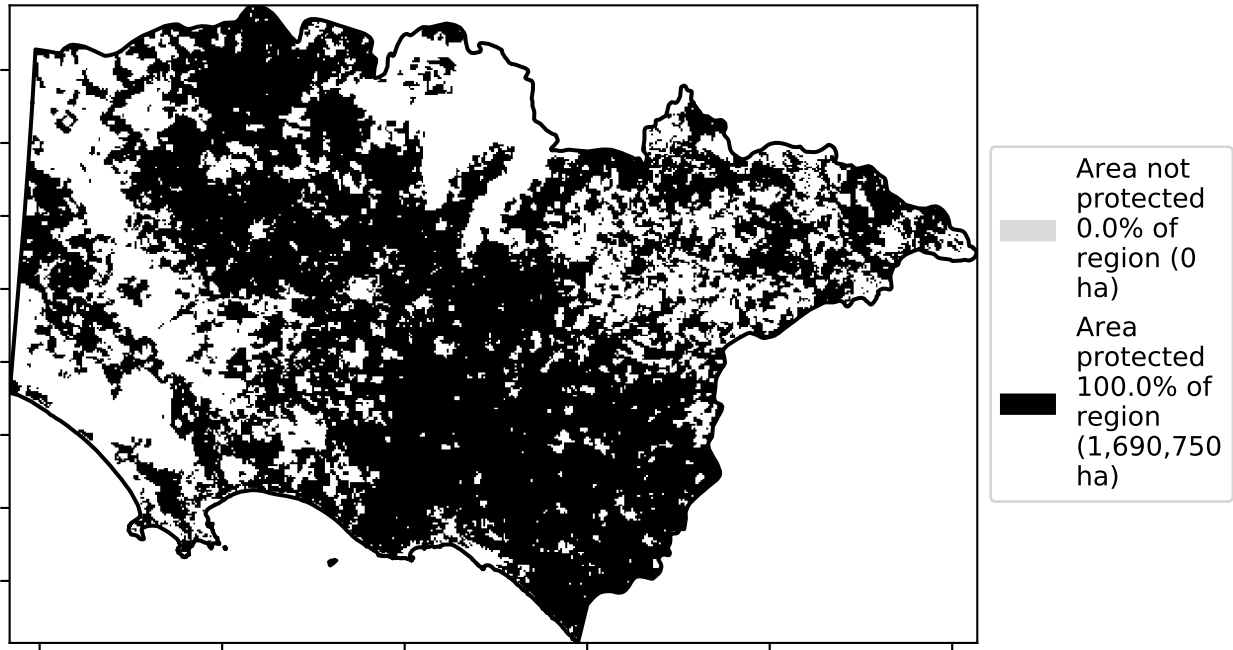 Area not
protected
0.0% of
region (0
ha)
Area
protected
100.0% of
region
(1,690,750
ha)